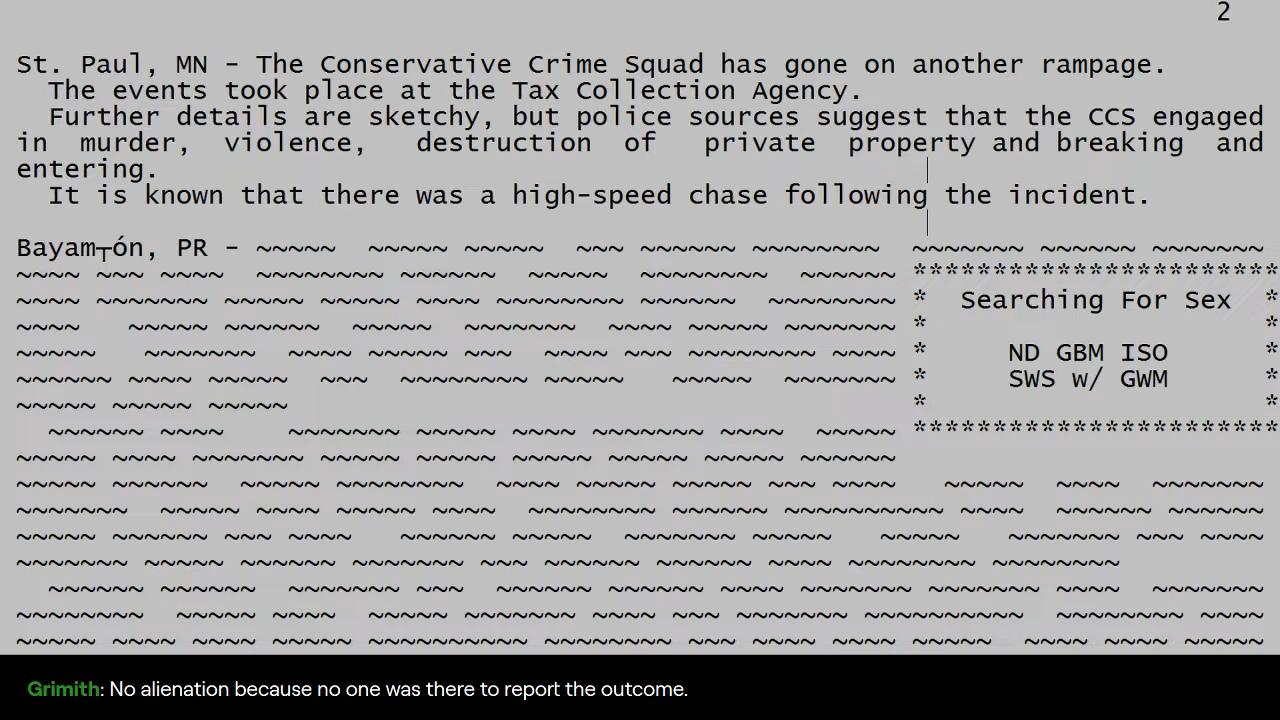 2
St. Paul, MN - The Conservative Crime Squad has gone on another rampage.
The events took place at the Tax Collection Agency.
Further details are sketchy, but police sources suggest that the CCS engaged
in murder, violence, destruction of private property and breaking and
entering.
It is known that there was a high-speed chase following the incident.
Bayam┬ón, PR -
Searching For Sex
ND GBM ISO
SWS w/ GWM
Grimith: No alienation because no one was there to report the outcome.